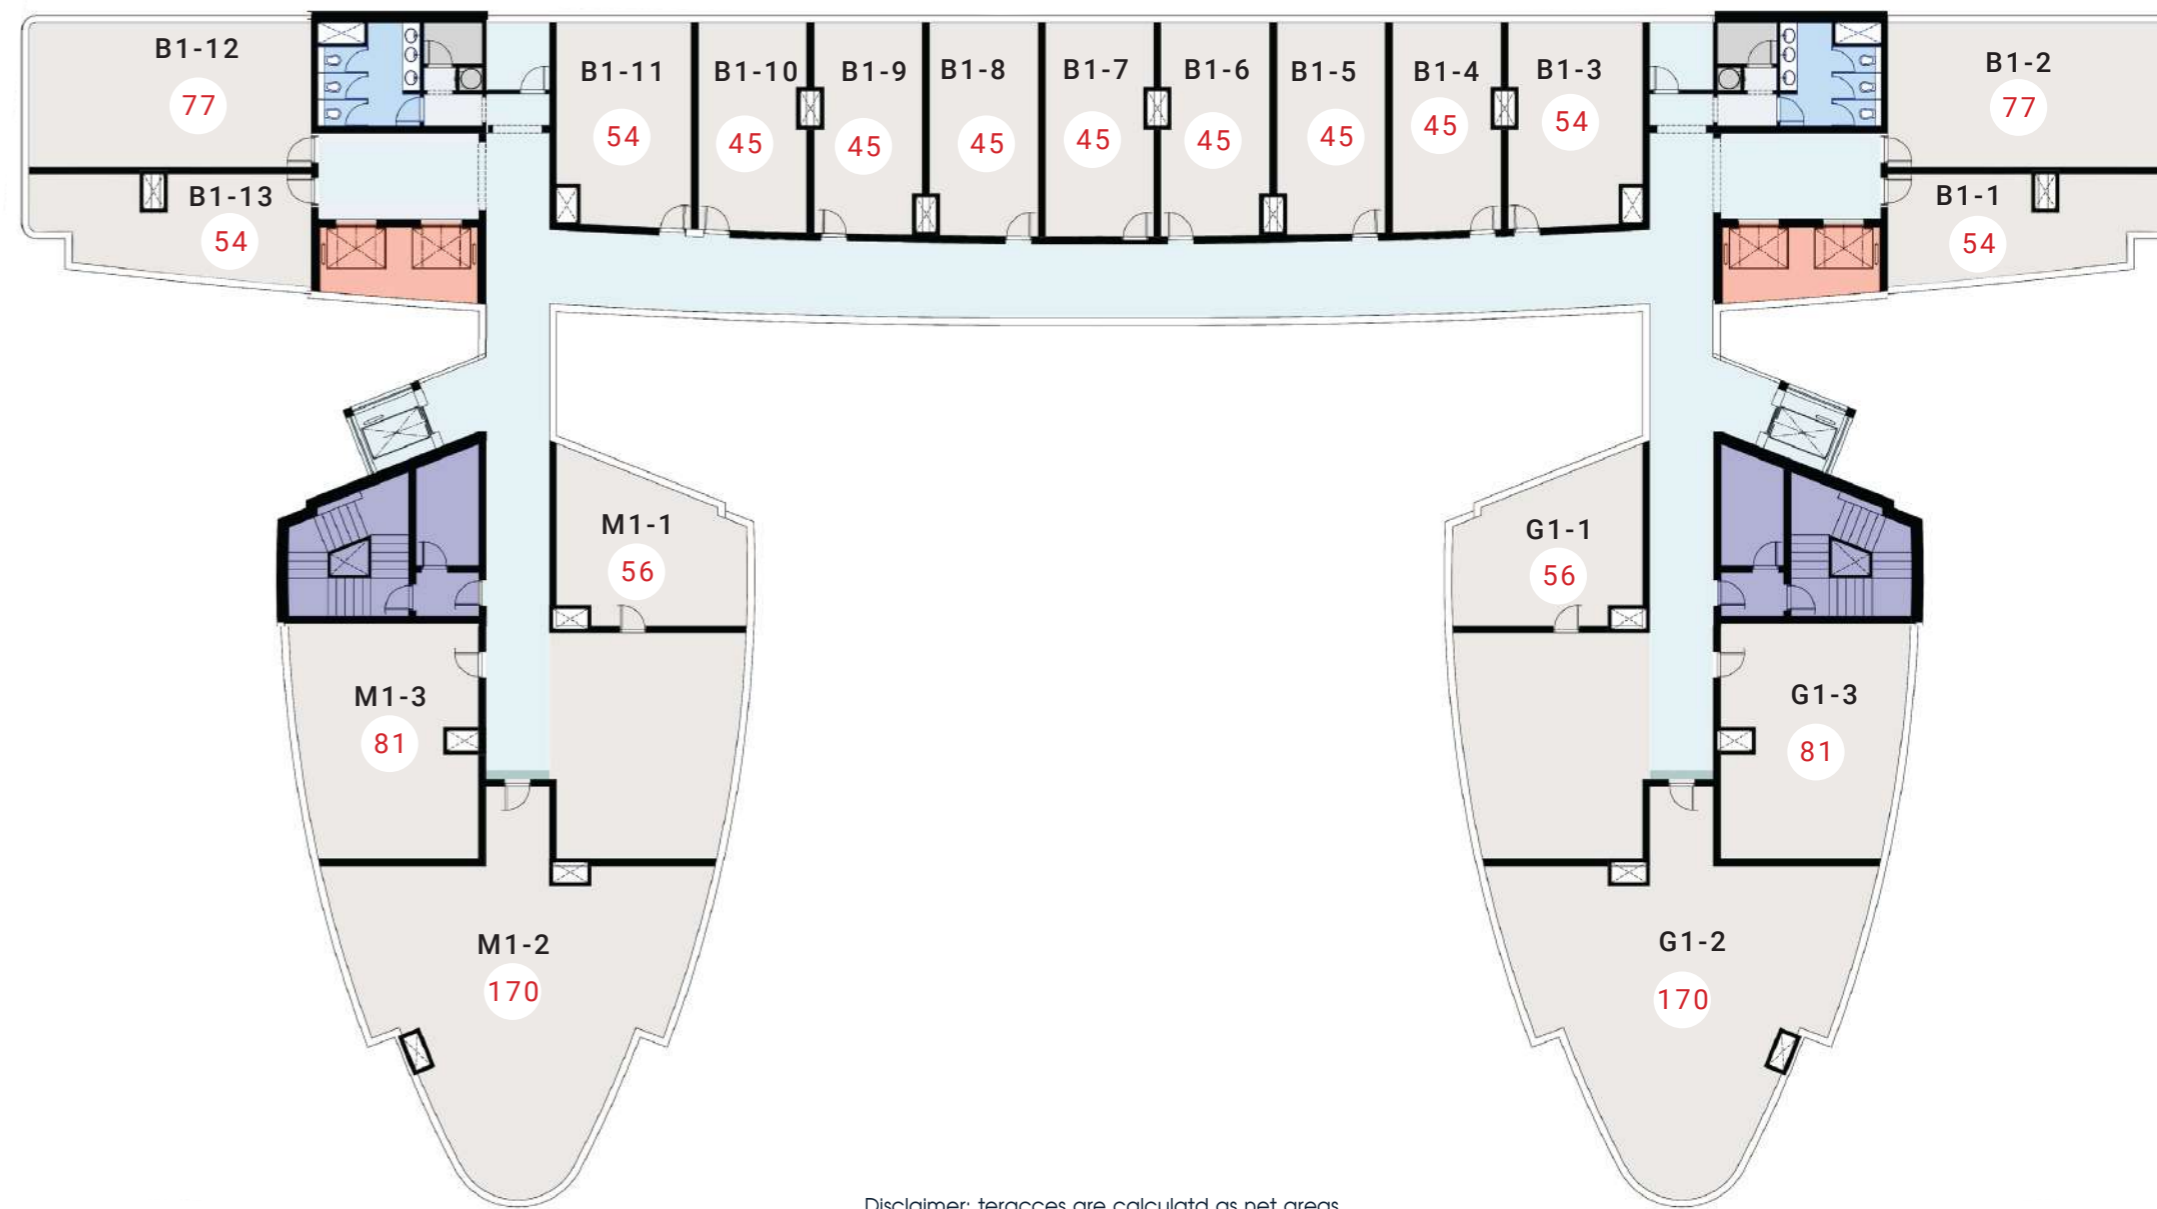 B1-12
77
B1-11
54
B1-10
45
B1-9
45
B1-8
45
B1-7
45
B1-6
45
B1-5
45
B1-4
45
B1-3
54
B1-2
77
B1-13
54
B1-1
54
M1-1
56
G1-1
56
M1-3
81
G1-3
81
M1-2
170
G1-2
170
Disclaimer: teracces are calculatd as net areas